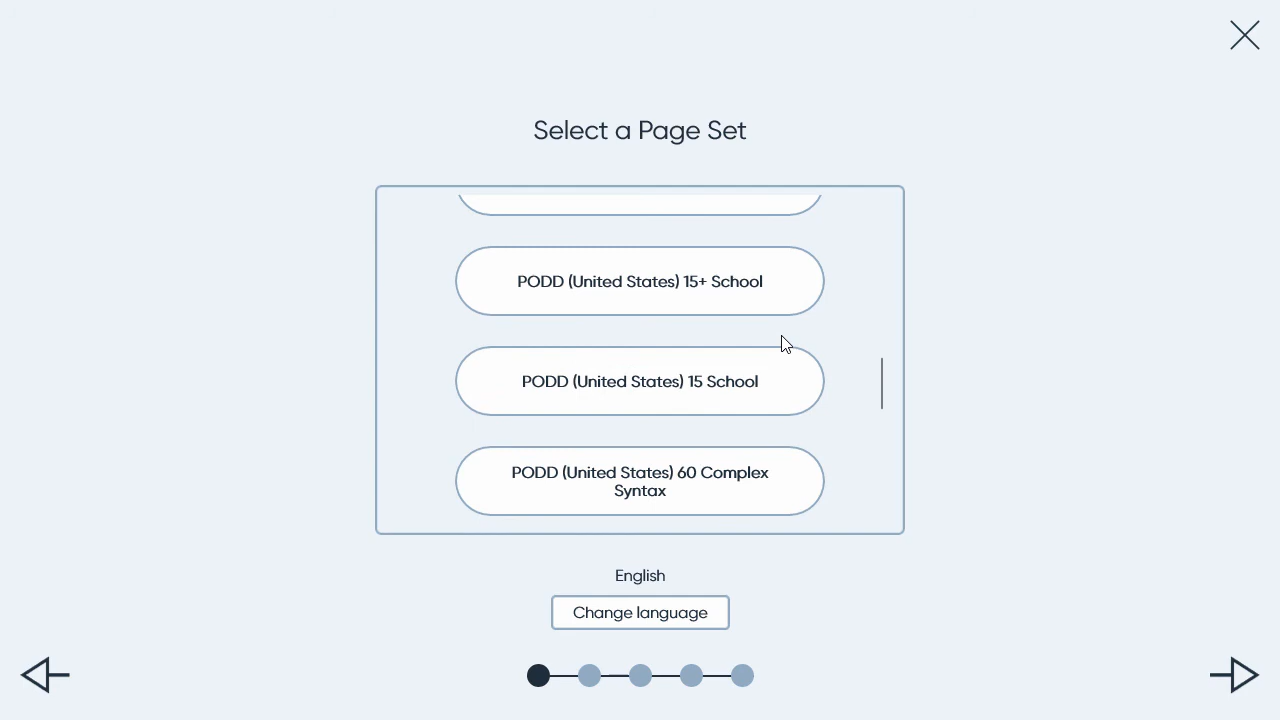 Select a Page Set
PODD (United States) 15+ School
PODD (United States) 15 School
PODD (United States) 60 Complex
Syntax
English
Change language